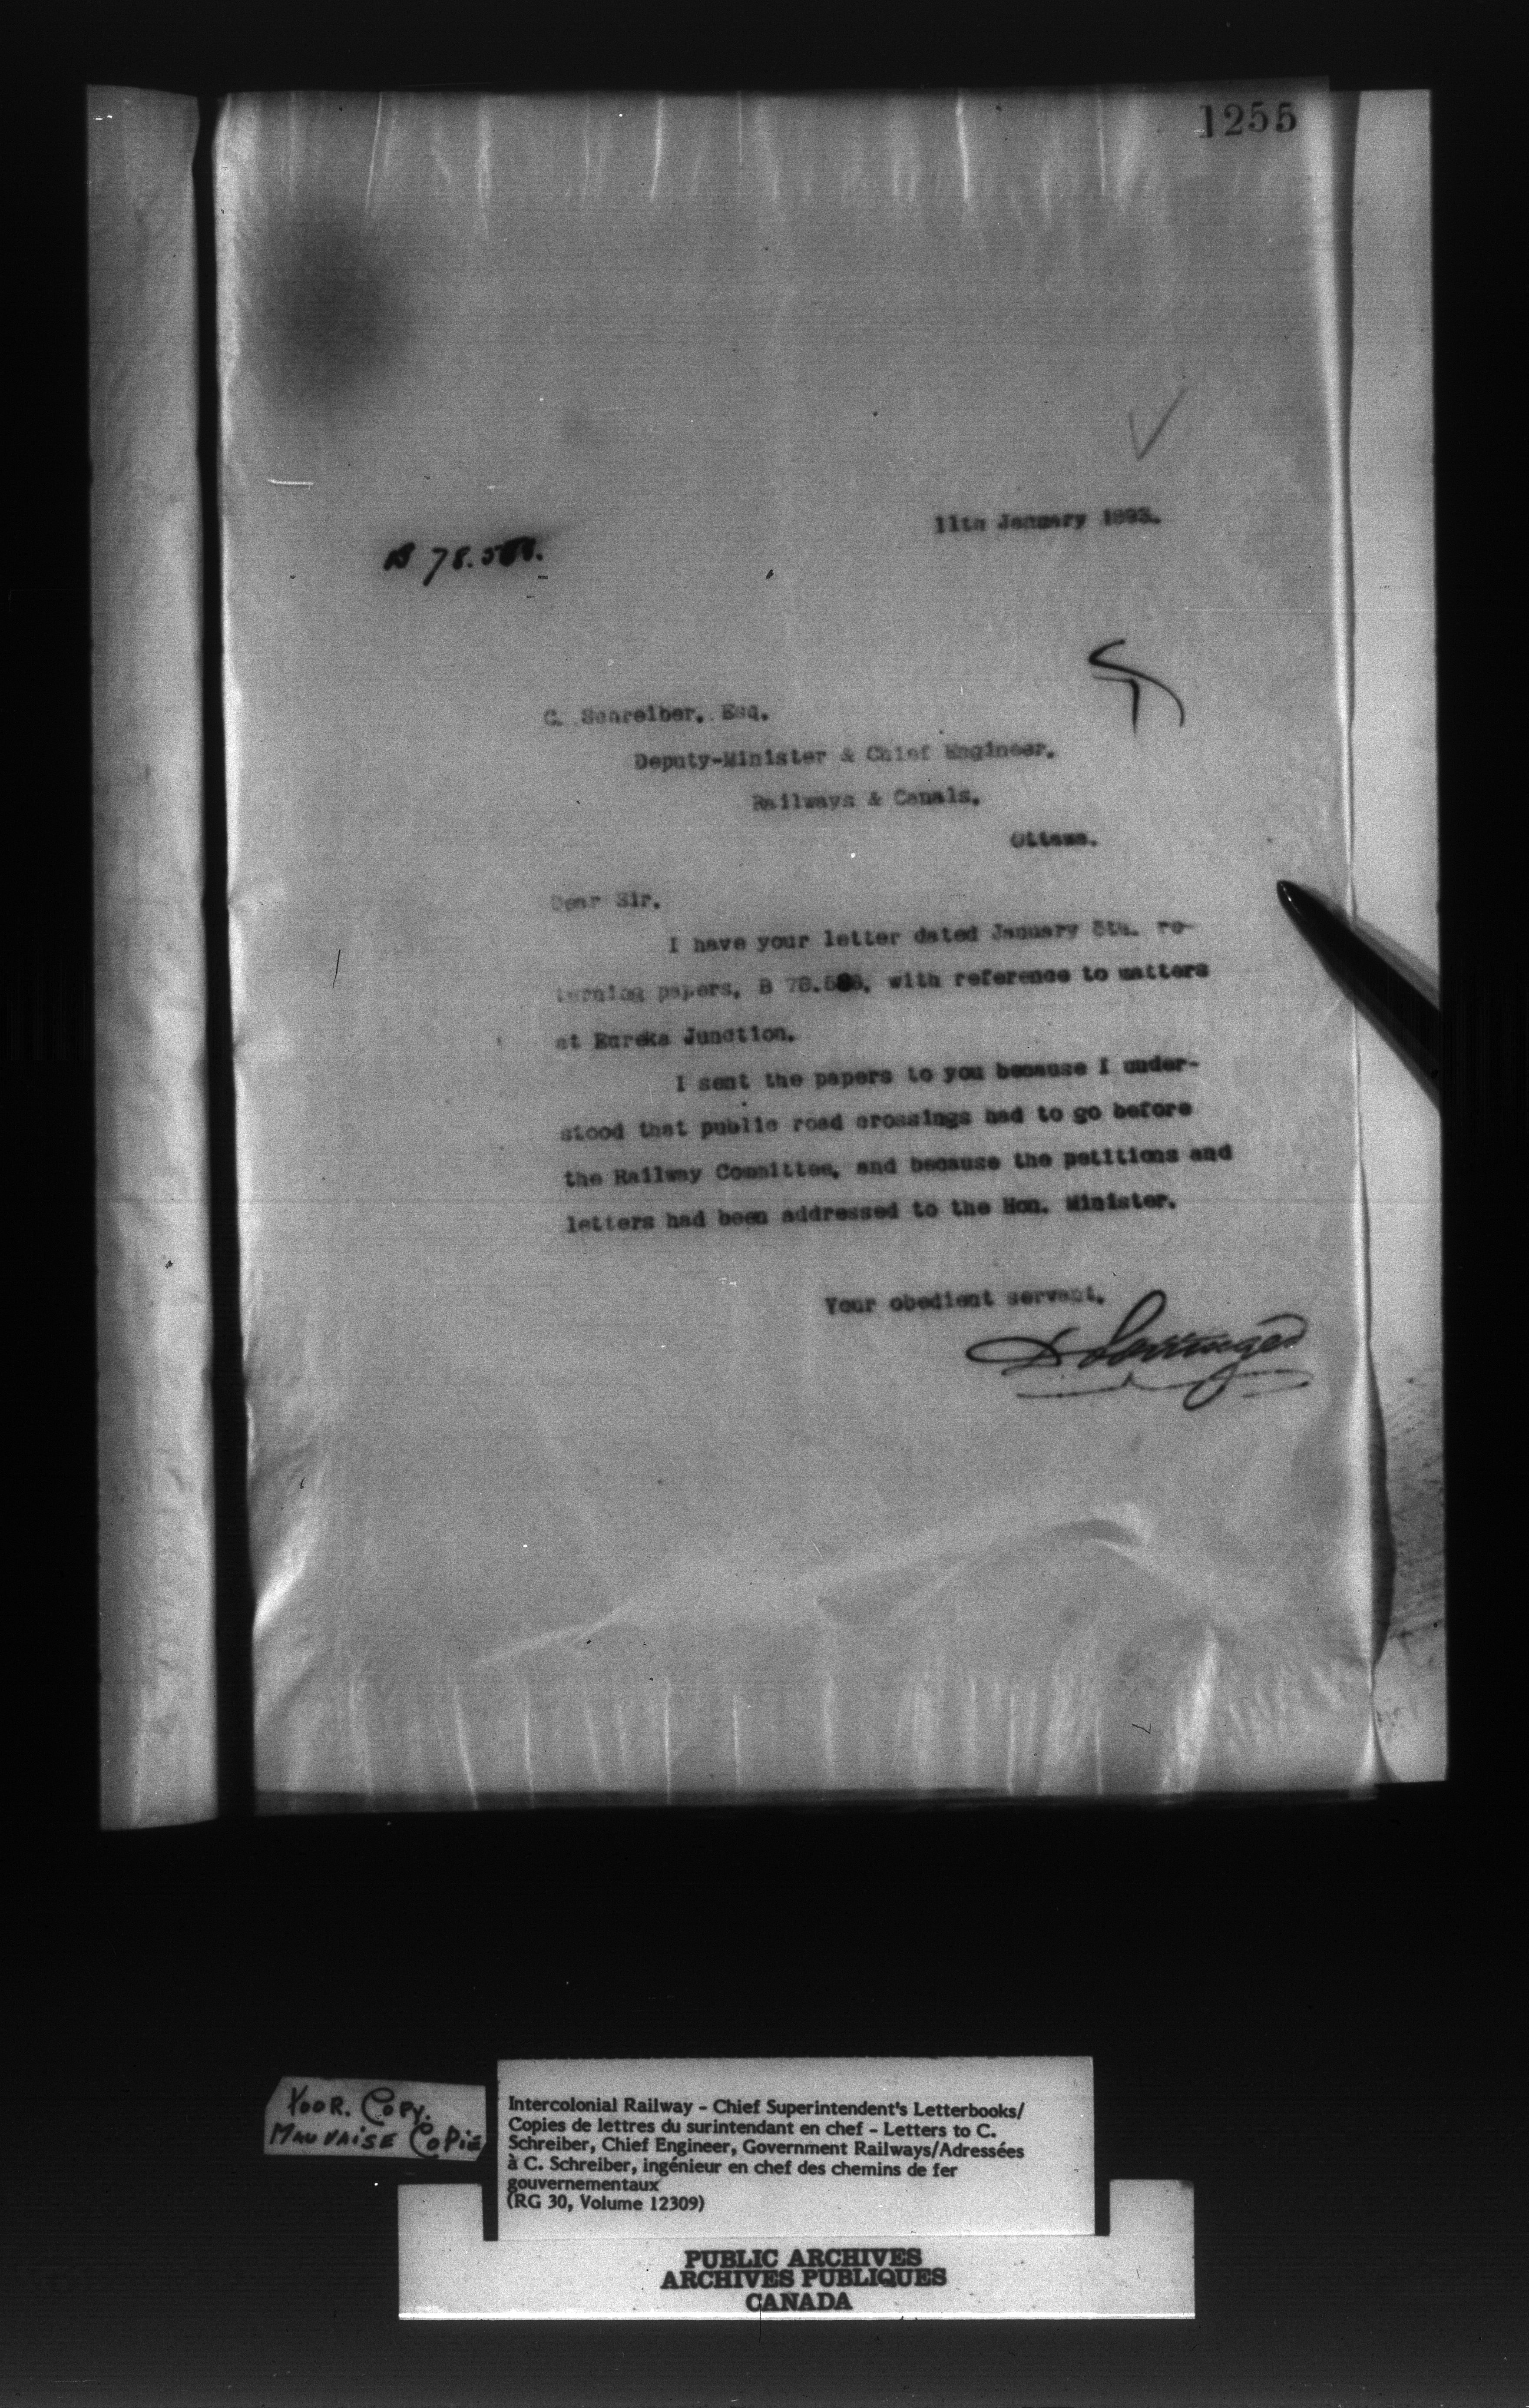 1255
11th January 1893.
B 78.
C. Schreiber. Esq.
Deputy-Minister & Chief Engineer.
Railways & Canals.
Ottawa.
Dear Sir.
I have your letter dated January 5th. re-
turning papers, B 78. with reference to matters
at Eureka Junction.
I sent the papers to you because I under-
stood that public road crossings had to go before
the Railway Committee, and because the petitions and
letters had been addressed to the Hon. Minister.
Your obedient servant.
D Pottinger
POOR. COPY.
MAUVAISE COPIE
Intercolonial Railway - Chief Superintendent's Letterbooks/
Copies de lettres du surintendant en chef - Letters to C.
Schreiber, Chief Engineer, Government Railways/Adressées
à C. Schreiber, ingénieur en chef des chemins de fer
gouvernementaux
(RG 30, Volume 12309)
PUBLIC ARCHIVES
ARCHIVES PUBLIQUES
CANADA